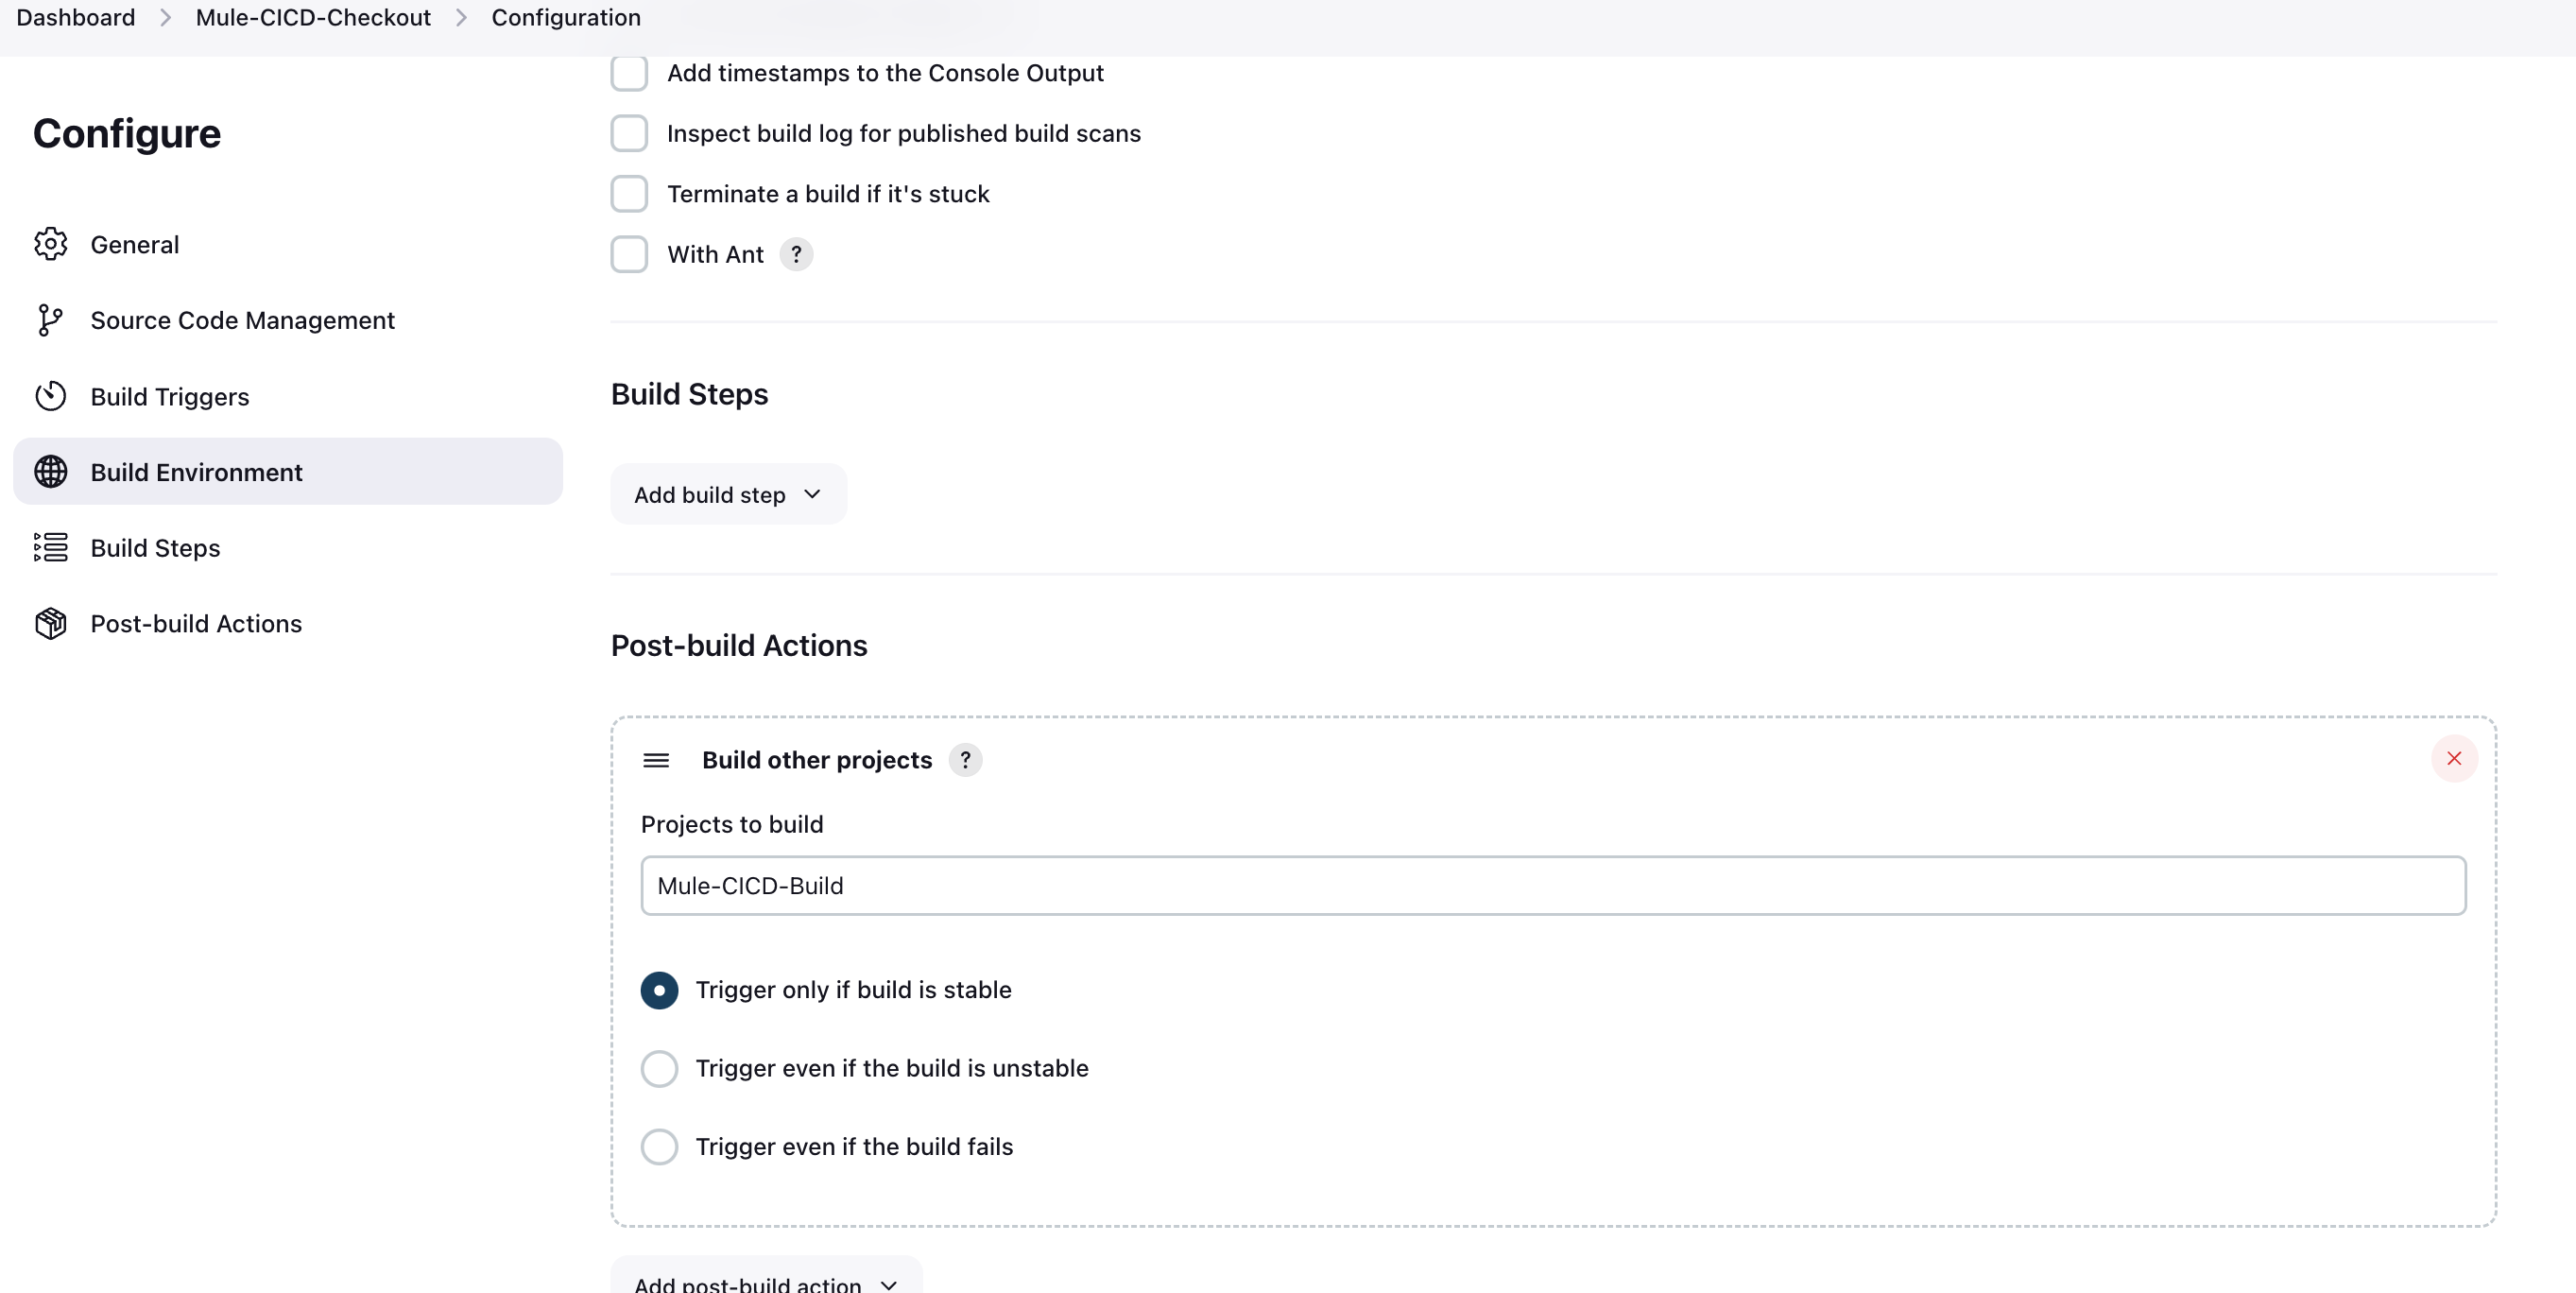 Dashboard > Mule-CICD-Checkout > Configuration
Configure
General
Source Code Management
Build Triggers
Build Environment
Build Steps
Post-build Actions
Add timestamps to the Console Output
Inspect build log for published build scans
Terminate a build if it's stuck
With Ant ?
Build Steps
Add build step
Post-build Actions
Build other projects ?
Projects to build
Mule-CICD-Build
Trigger only if build is stable
Trigger even if the build is unstable
Trigger even if the build fails
Add post-build action